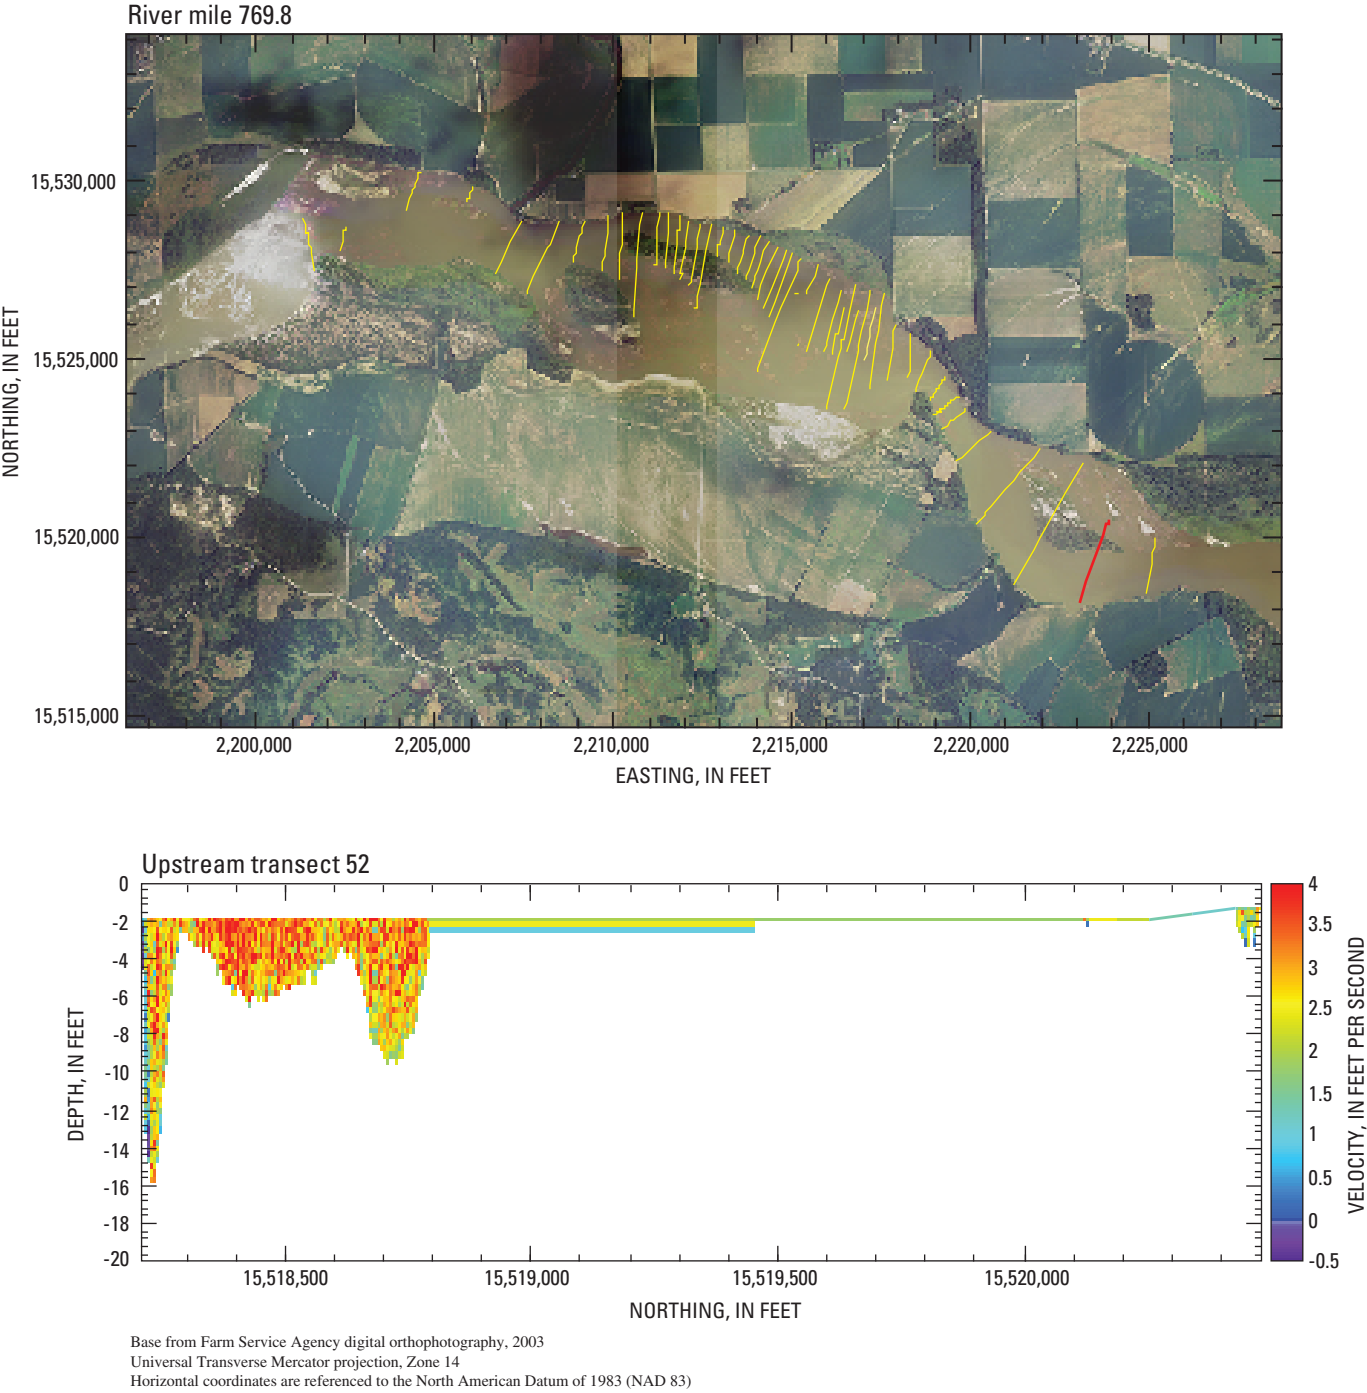 River mile 769.8
15,530,000
15,525,000
15,520,000
15,515,000
NORTHING, IN FEET
2,200,000 2,205,000 2,210,000 2,215,000 2,220,000 2,225,000
EASTING, IN FEET
Upstream transect 52
0
-2
-4
-6
-8
-10
-12
-14
-16
-18
-20
DEPTH, IN FEET
15,518,500 15,519,000 15,519,500 15,520,000
NORTHING, IN FEET
4
3.5
3
2.5
2
1.5
1
0.5
0
-0.5
VELOCITY, IN FEET PER SECOND
Base from Farm Service Agency digital orthophotography, 2003
Universal Transverse Mercator projection, Zone 14
Horizontal coordinates are referenced to the North American Datum of 1983 (NAD 83)